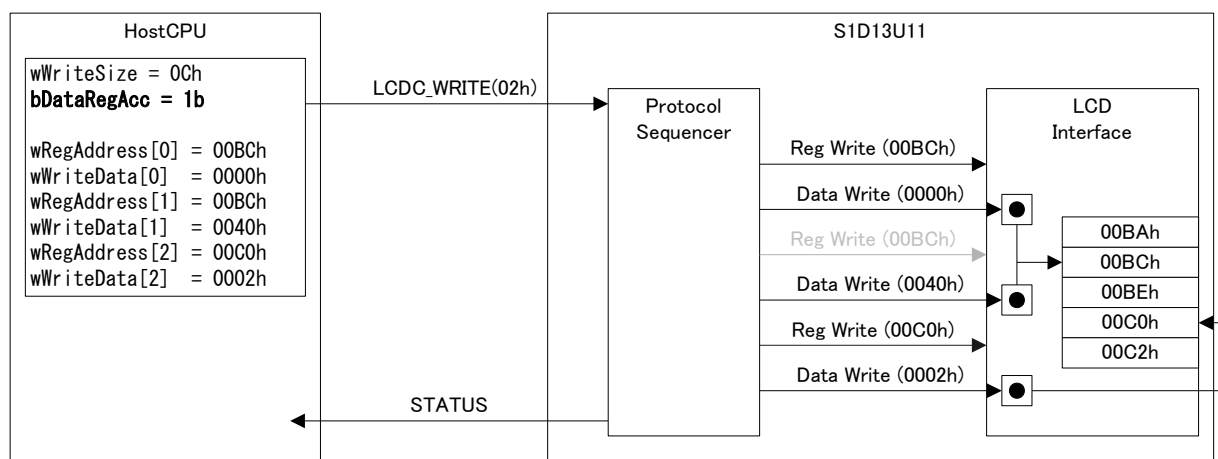 HostCPU
S1D13U11
wWriteSize = 0Ch
bDataRegAcc = 1b
wRegAddress[0] = 00BCh
wWriteData[0]  = 0000h
wRegAddress[1] = 00BCh
wWriteData[1]  = 0040h
wRegAddress[2] = 00C0h
wWriteData[2]  = 0002h
LCDC_WRITE(02h)
STATUS
Protocol
Sequencer
Reg Write (00BCh)
Data Write (0000h)
Reg Write (00BCh)
Data Write (0040h)
Reg Write (00C0h)
Data Write (0002h)
LCD
Interface
00BAh
00BCh
00BEh
00C0h
00C2h